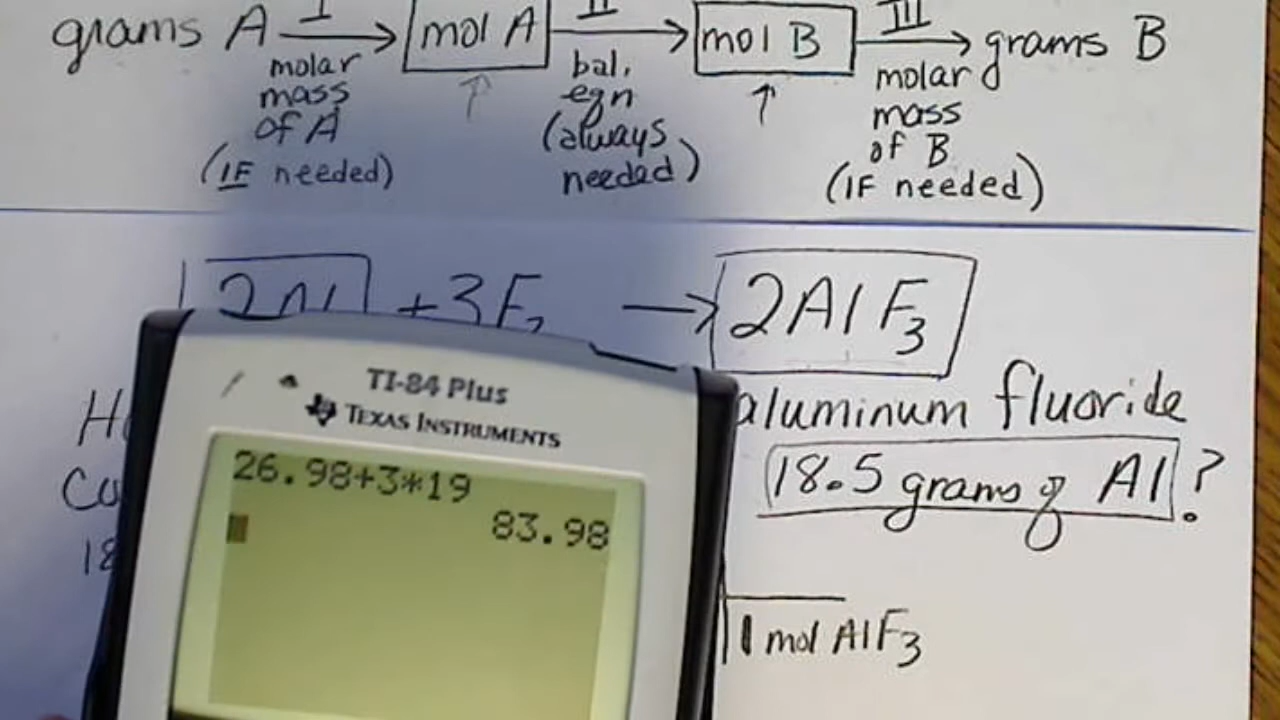 I II III
grams A → mol A → mol B → grams B
molar mass of A (IF needed)
↑
bal. eqn (always needed)
↑
molar mass of B (IF needed)
2Al + 3F₂ → 2AlF₃
TI-84 Plus
TEXAS INSTRUMENTS
aluminum fluoride
18.5 grams of Al?
26.98+3*19
83.98
1 mol AlF₃